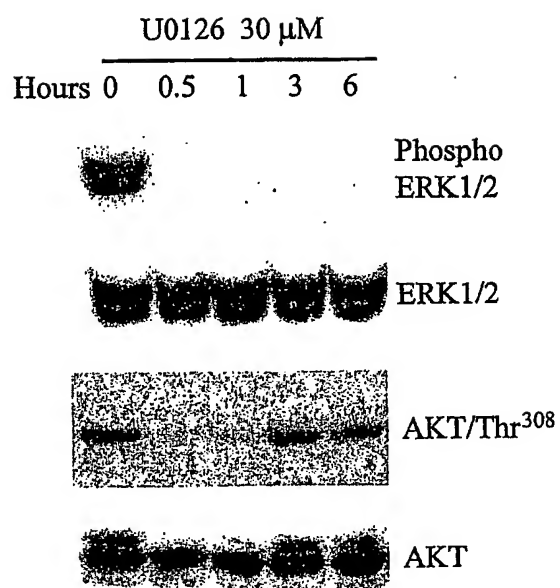 U0126 30 µM
Hours 0 0.5 1 3 6
Phospho
ERK1/2
ERK1/2
AKT/Thr308
AKT